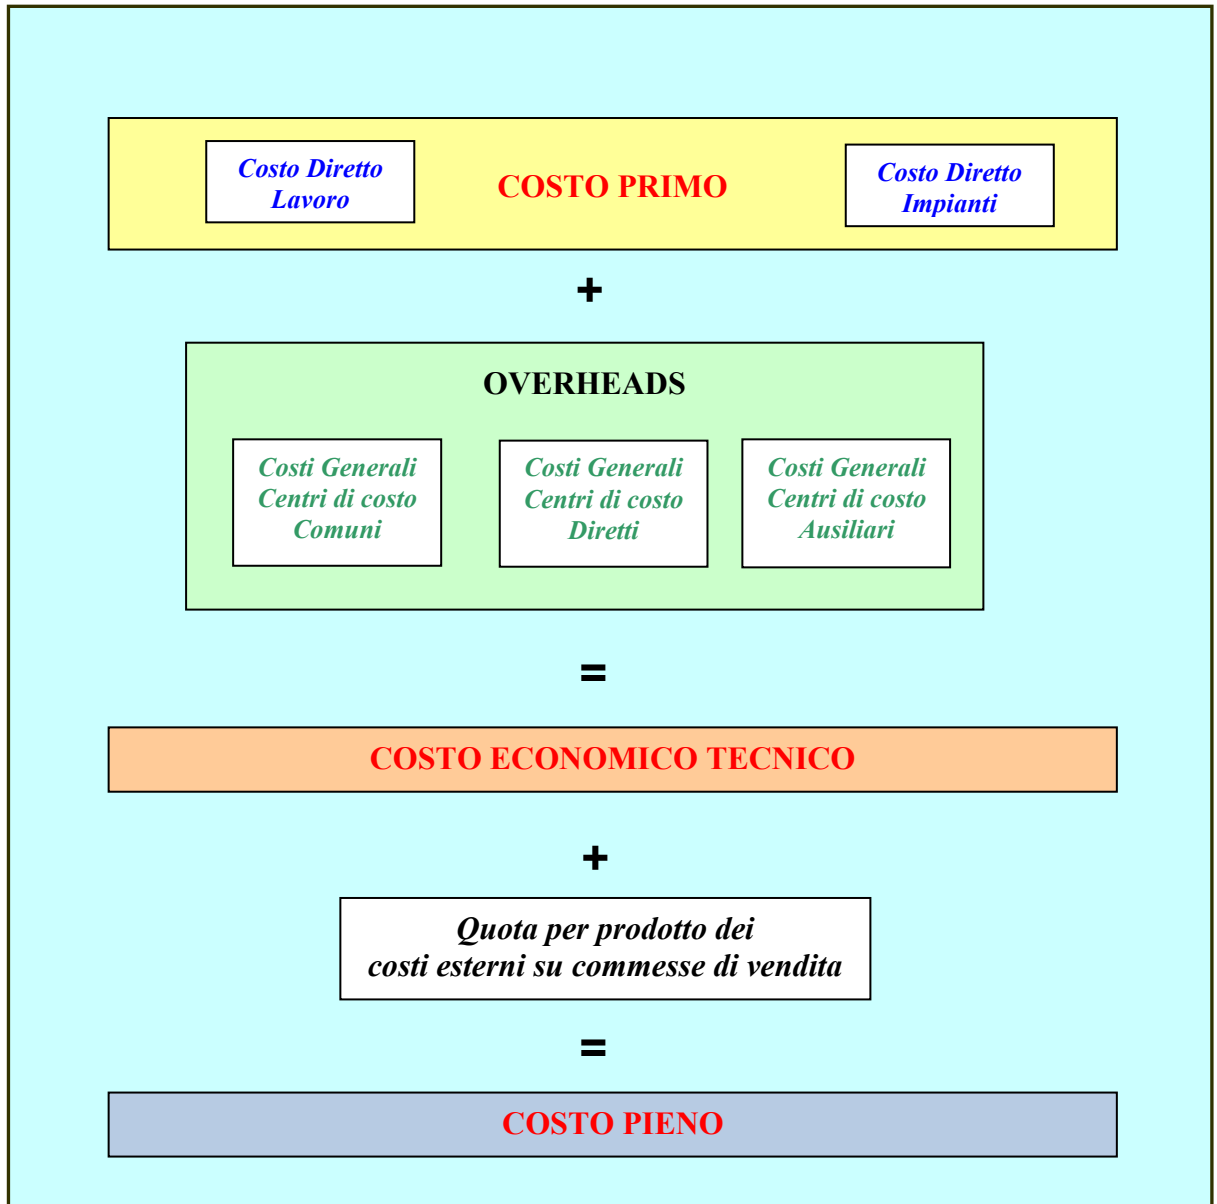 Costo Diretto
Lavoro
COSTO PRIMO
Costo Diretto
Impianti
+
OVERHEADS
Costi Generali
Centri di costo
Comuni
Costi Generali
Centri di costo
Diretti
Costi Generali
Centri di costo
Ausiliari
=
COSTO ECONOMICO TECNICO
+
Quota per prodotto dei
costi esterni su commesse di vendita
=
COSTO PIENO